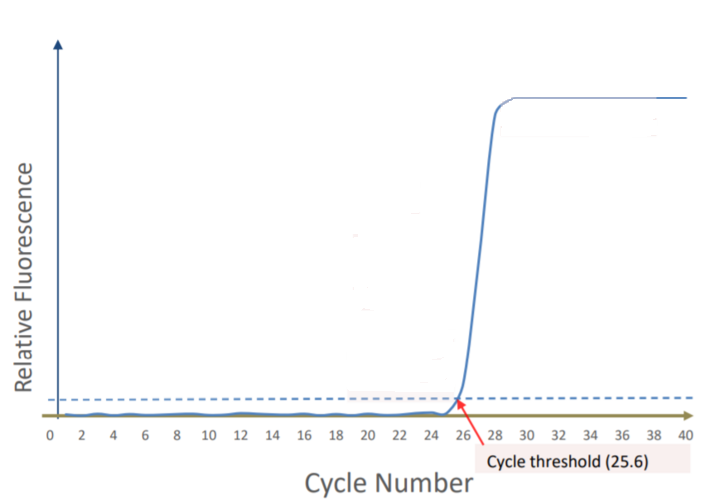 Relative Fluorescence
0 2 4 6 8 10 12 14 16 18 20 22 24 26 28 30 32 34 36 38 40
Cycle threshold (25.6)
Cycle Number